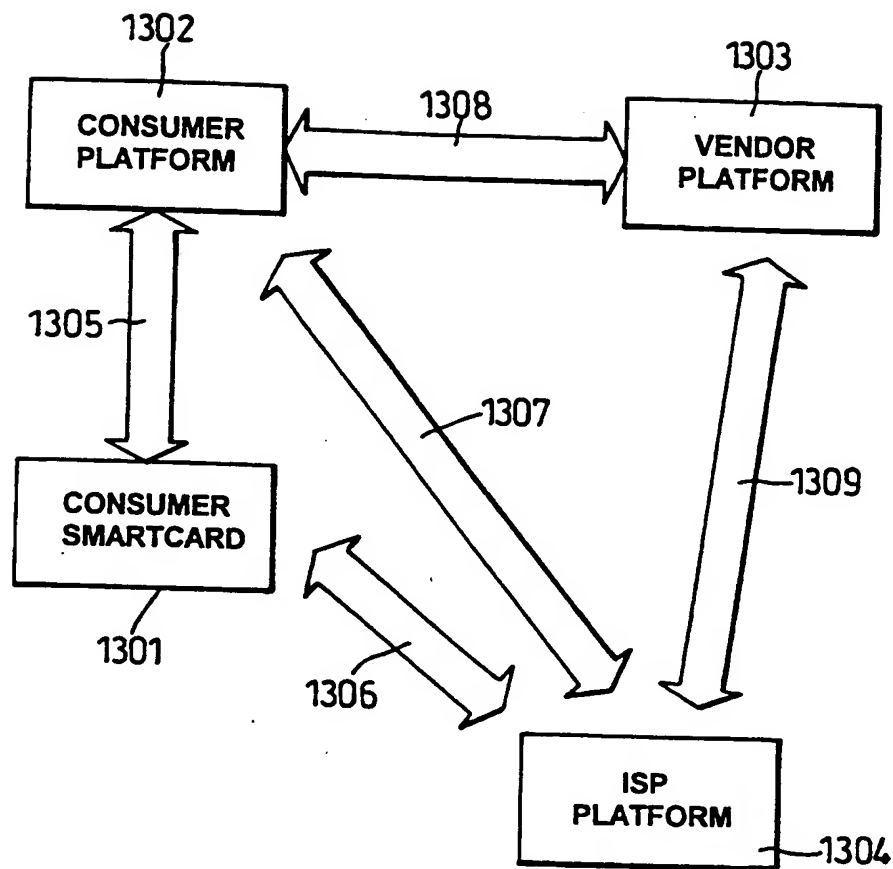 1302
1303
CONSUMER
PLATFORM
1308
VENDOR
PLATFORM
1305
1307
1309
CONSUMER
SMARTCARD
1301
1306
ISP
PLATFORM
1304